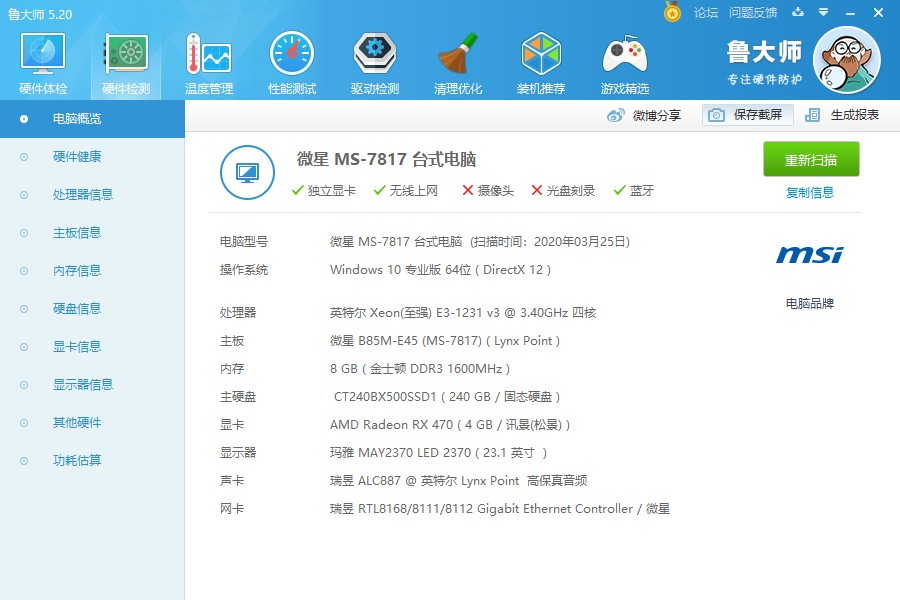 鲁大师 5.20
论坛 问题反馈
硬件体检 硬件检测 温度管理 性能测试 驱动检测 清理优化 装机推荐 游戏精选
鲁大师
专注硬件防护
微博分享 保存截屏 生成报表
电脑概览
硬件健康
处理器信息
主板信息
内存信息
硬盘信息
显卡信息
显示器信息
其他硬件
功耗估算
微星 MS-7817 台式电脑
独立显卡 无线上网 摄像头 光盘刻录 蓝牙
重新扫描
复制信息
电脑型号 微星 MS-7817 台式电脑 (扫描时间：2020年03月25日)
操作系统 Windows 10 专业版 64位 ( DirectX 12 )
msi
电脑品牌
处理器 英特尔 Xeon(至强) E3-1231 v3 @ 3.40GHz 四核
主板 微星 B85M-E45 (MS-7817) ( Lynx Point )
内存 8 GB ( 金士顿 DDR3 1600MHz )
主硬盘 CT240BX500SSD1 ( 240 GB / 固态硬盘 )
显卡 AMD Radeon RX 470 ( 4 GB / 讯景(松景) )
显示器 玛雅 MAY2370 LED 2370 ( 23.1 英寸 )
声卡 瑞昱 ALC887 @ 英特尔 Lynx Point 高保真音频
网卡 瑞昱 RTL8168/8111/8112 Gigabit Ethernet Controller / 微星